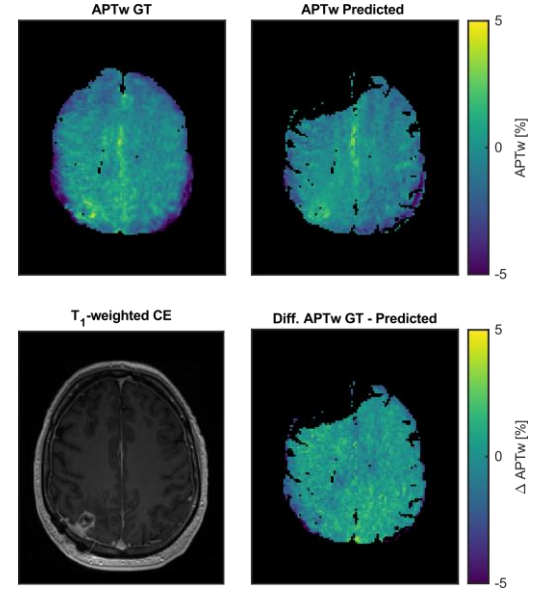 APTw GT
APTw Predicted
5
0
-5
APTw [%]
T1-weighted CE
Diff. APTw GT - Predicted
5
0
-5
Δ APTw [%]